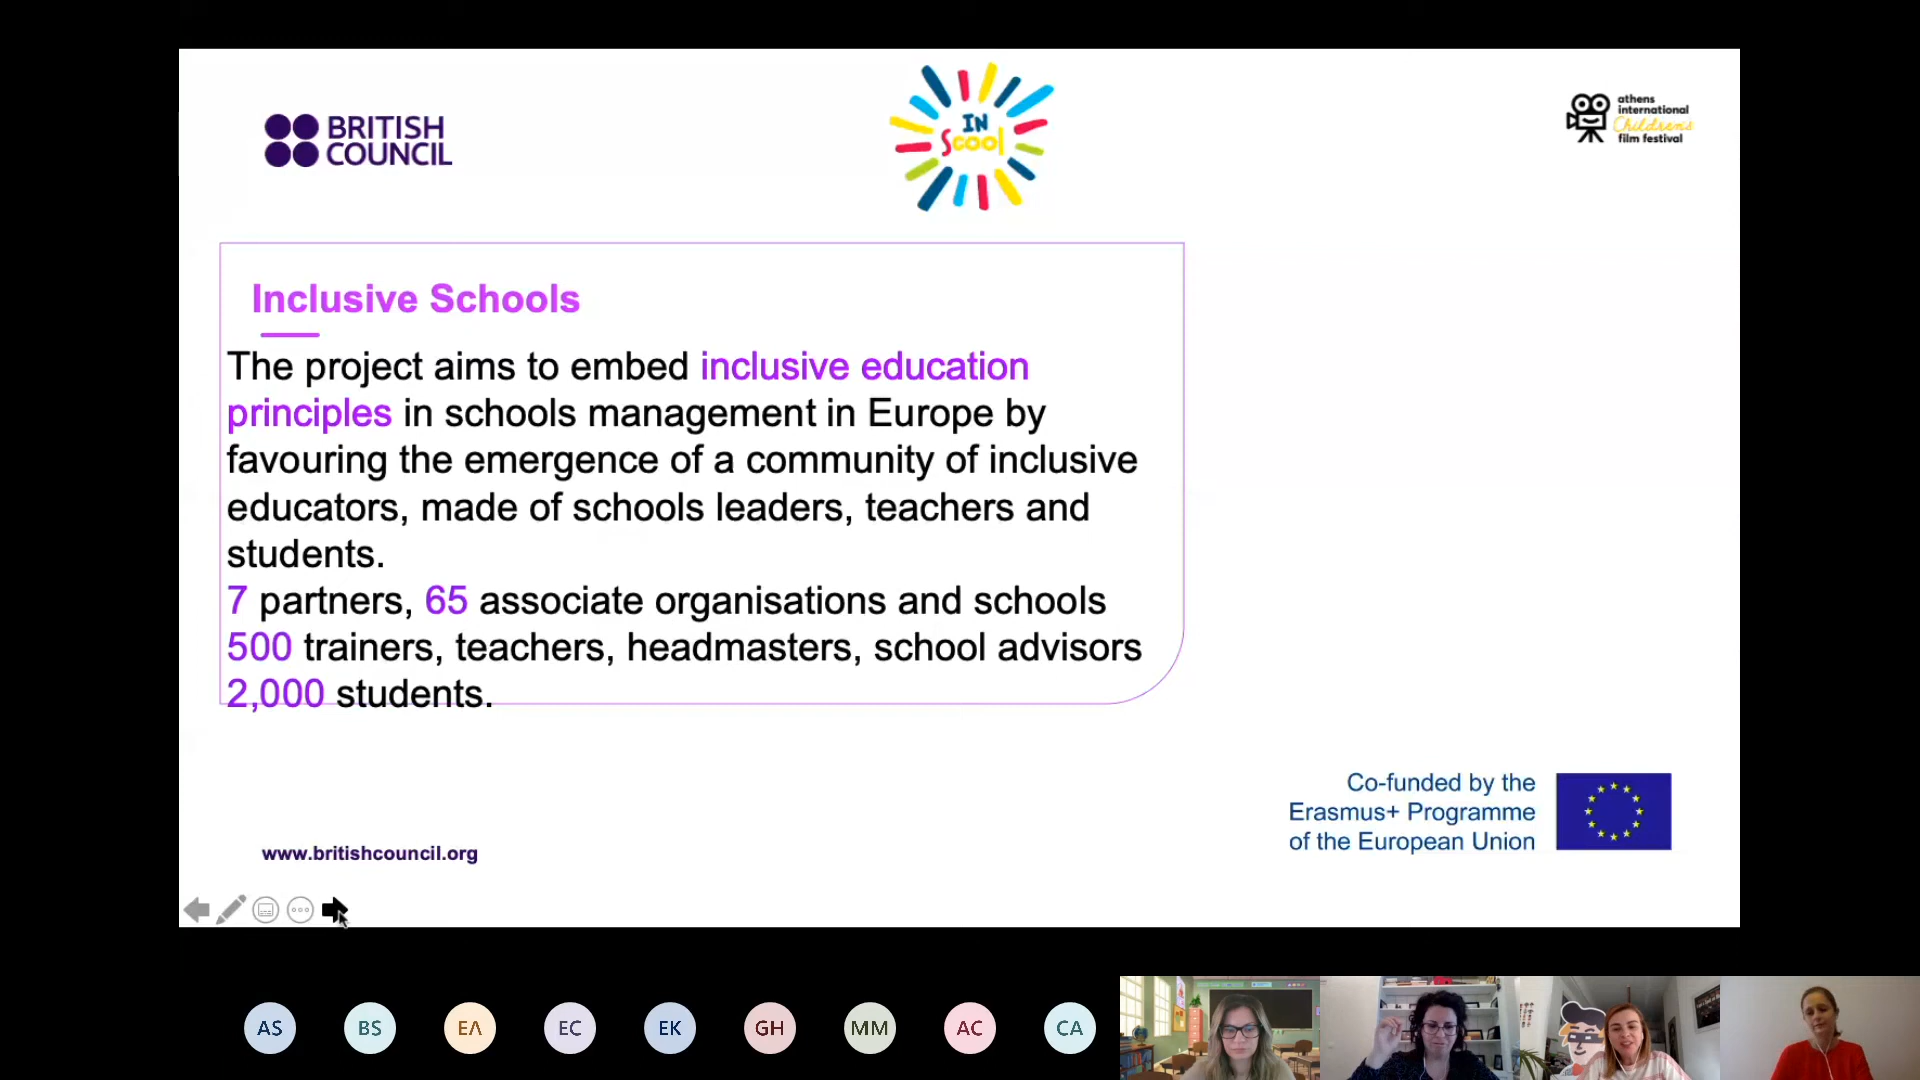 BRITISH
COUNCIL
IN
Scool
athens
international
Children's
film festival
Inclusive Schools
The project aims to embed inclusive education
principles in schools management in Europe by
favouring the emergence of a community of inclusive
educators, made of schools leaders, teachers and
students.
7 partners, 65 associate organisations and schools
500 trainers, teachers, headmasters, school advisors
2,000 students.
Co-funded by the
Erasmus+ Programme
of the European Union
www.britishcouncil.org
AS
BS
ΕΛ
EC
EK
GH
MM
AC
CA